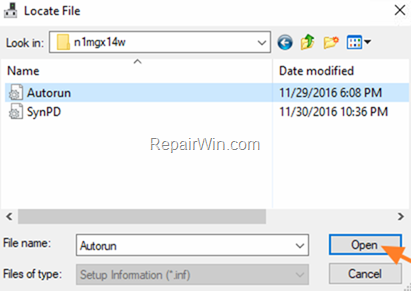 Locate File
Look in: n1mgx14w
Name Date modified
Autorun 11/29/2016 6:08 PM
SynPD 11/30/2016 10:36 PM
RepairWin.com
File name: Autorun Open
Files of type: Setup Information (*.inf) Cancel